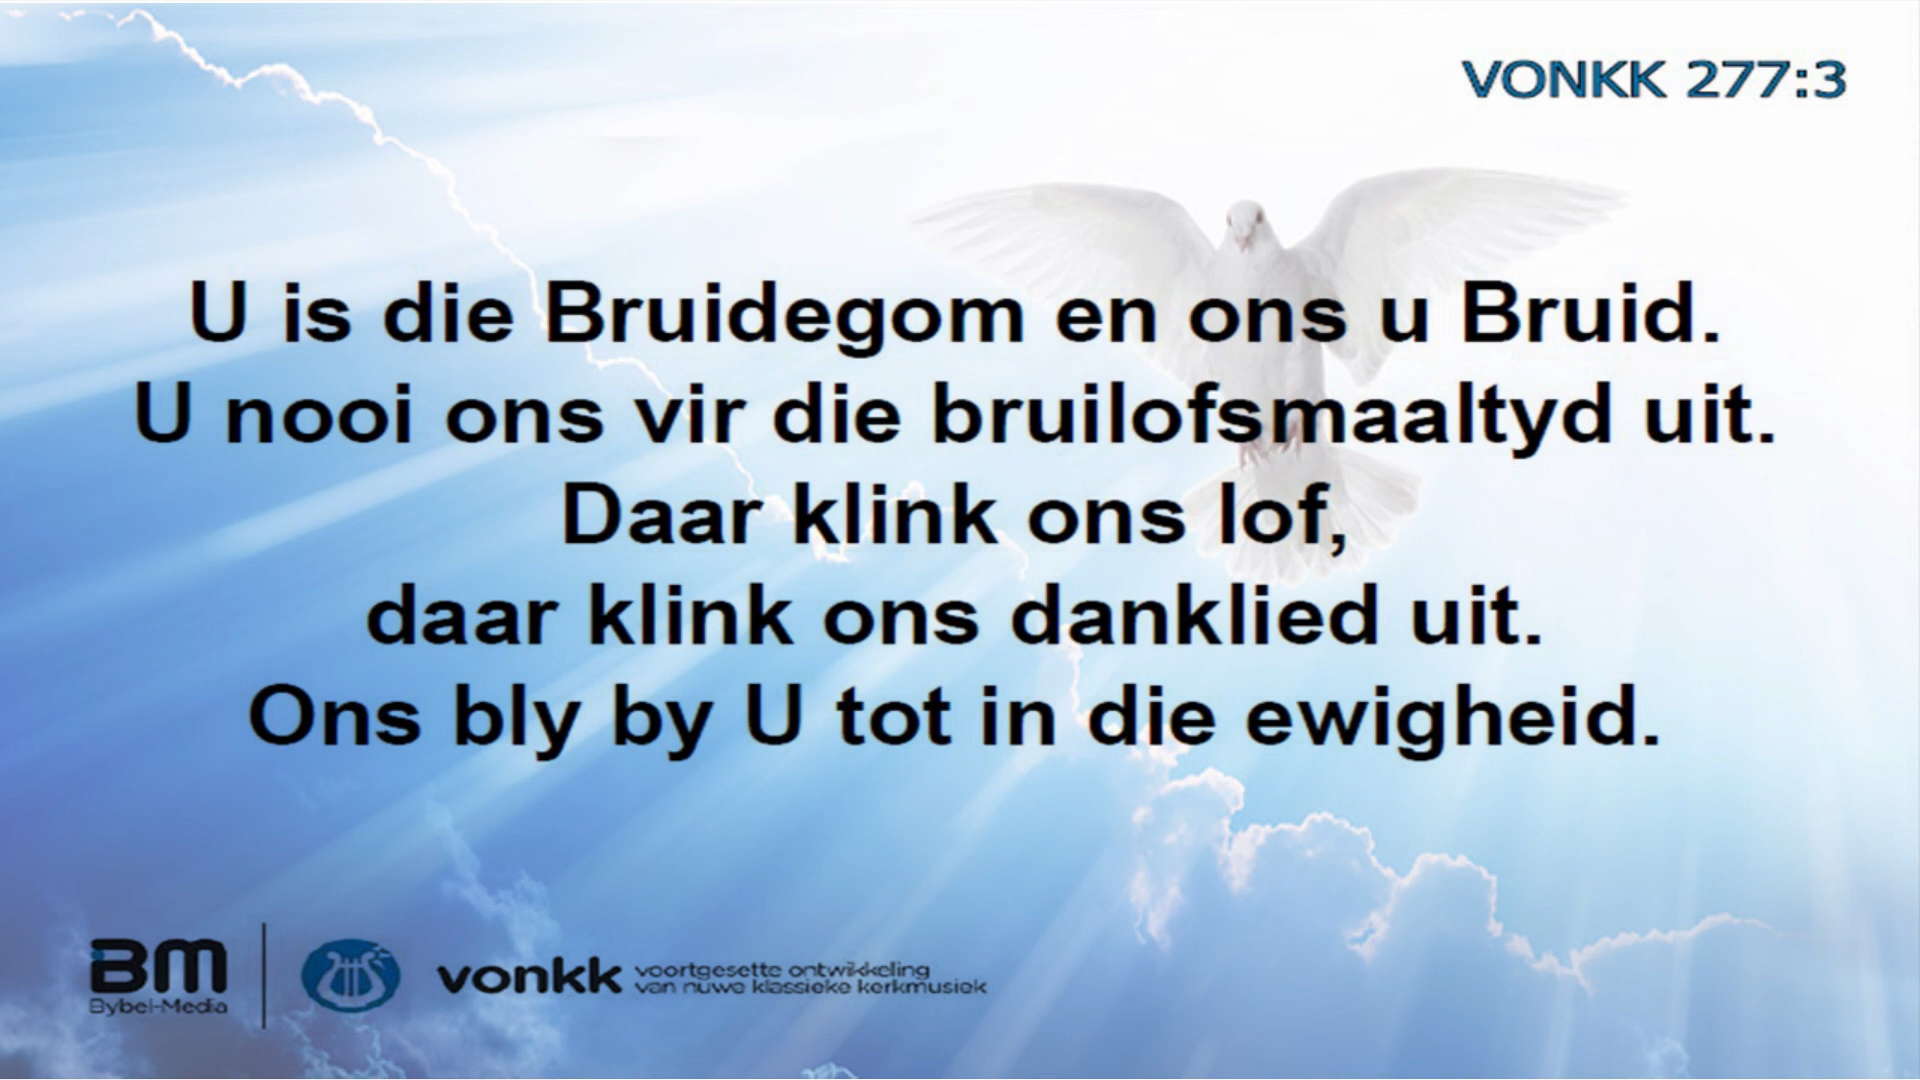 VONKK 277:3
U is die Bruidegom en ons u Bruid.
U nooi ons vir die bruilofsmaaltyd uit.
Daar klink ons lof,
daar klink ons danklied uit.
Ons bly by U tot in die ewigheid.
BM
Bybel-Media
vonkk
voortgesette ontwikkeling
van nuwe klassieke kerkmusiek